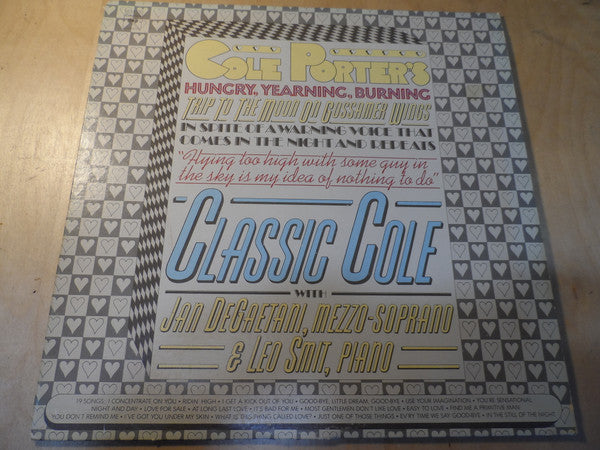 COLE PORTER'S
HUNGRY, YEARNING, BURNING
TRIP TO THE MOON ON GOSSAMER WINGS
IN SPITE OF A WARNING VOICE THAT
COMES IN THE NIGHT AND REPEATS
"Flying too high with some guy in
the sky is my idea of nothing to do"
CLASSIC COLE
WITH
JAN DEGAETANI, MEZZO-SOPRANO
& LEO SMIT, PIANO
19 SONGS: I CONCENTRATE ON YOU • RIDIN' HIGH • I GET A KICK OUT OF YOU • GOOD-BYE, LITTLE DREAM, GOOD-BYE • USE YOUR IMAGINATION • YOU'RE SENSATIONAL
NIGHT AND DAY • LOVE FOR SALE • AT LONG LAST LOVE • IT'S BAD FOR ME • MOST GENTLEMEN DON'T LIKE LOVE • EASY TO LOVE • FIND ME A PRIMITIVE MAN
YOU DON'T REMIND ME • I'VE GOT YOU UNDER MY SKIN • WHAT IS THIS THING CALLED LOVE? • JUST ONE OF THOSE THINGS • EV'RY TIME WE SAY GOOD-BYE • IN THE STILL OF THE NIGHT